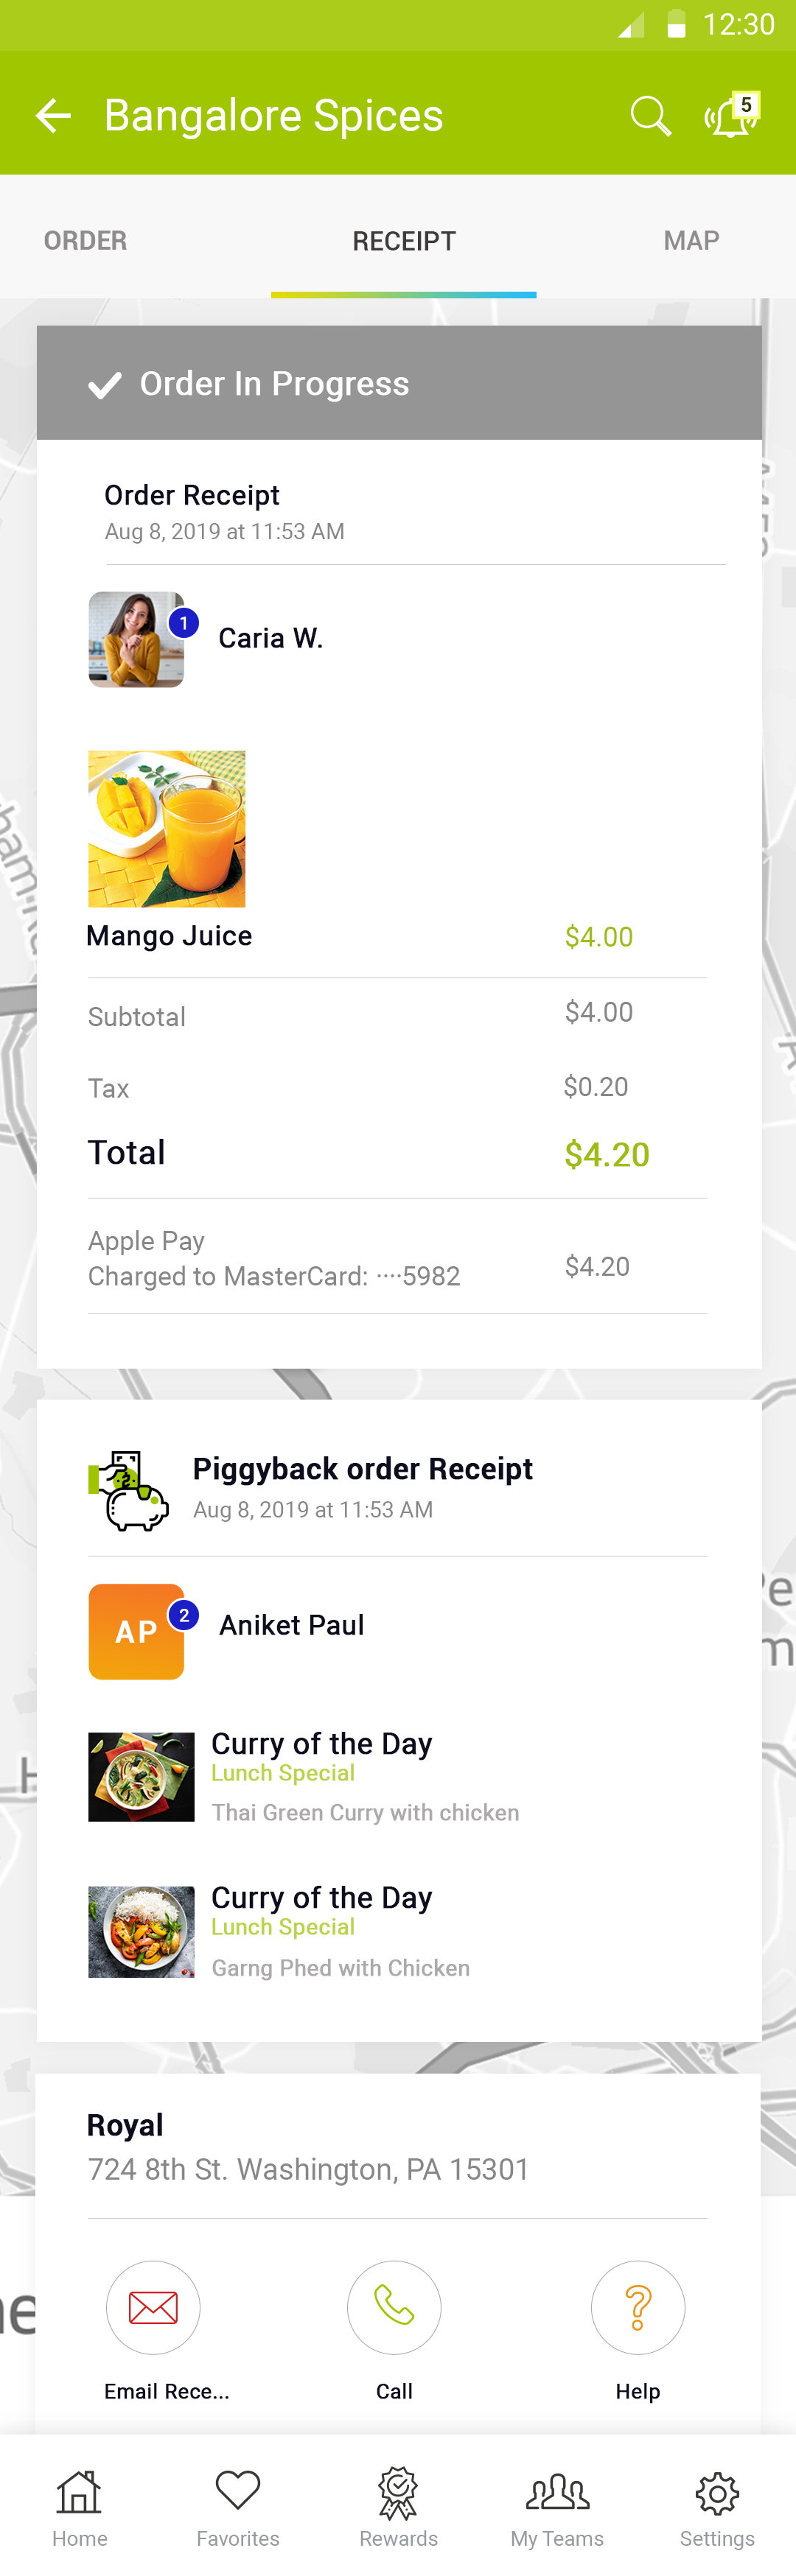 12:30
Bangalore Spices
5
ORDER
RECEIPT
MAP
Order In Progress
Order Receipt
Aug 8, 2019 at 11:53 AM
1
Caria W.
Mango Juice
$4.00
Subtotal
$4.00
Tax
$0.20
Total
$4.20
Apple Pay
Charged to MasterCard: ····5982
$4.20
Piggyback order Receipt
Aug 8, 2019 at 11:53 AM
AP
2
Aniket Paul
Curry of the Day
Lunch Special
Thai Green Curry with chicken
Curry of the Day
Lunch Special
Garng Phed with Chicken
Royal
724 8th St. Washington, PA 15301
Email Rece...
Call
Help
Home
Favorites
Rewards
My Teams
Settings